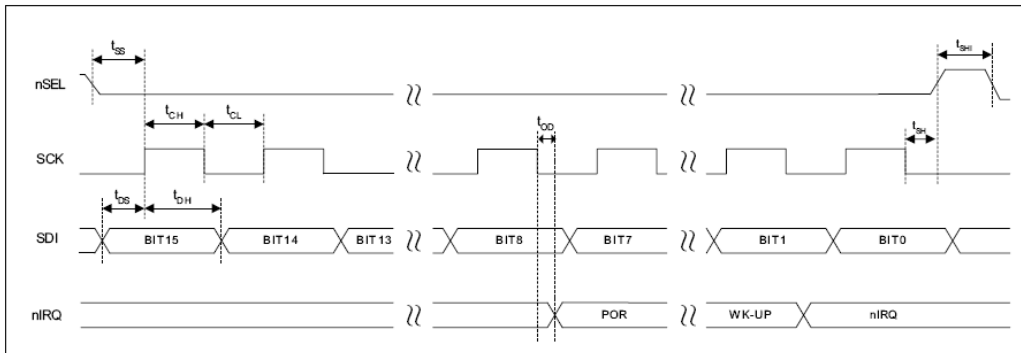 tSS
tSHI
nSEL
tCH tCL
tOD
tSH
SCK
tDS tDH
SDI BIT15 BIT14 BIT13 BIT8 BIT7 BIT1 BIT0
nIRQ POR WK-UP nIRQ